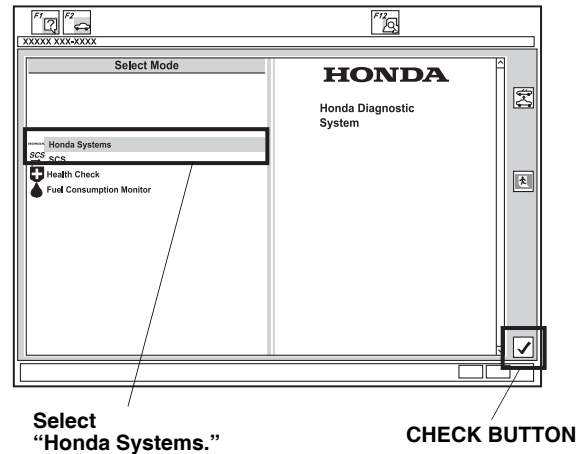 F1
F2
F12
XXXXX XXX-XXXX
Select Mode
HONDA
Honda Diagnostic
System
HONDA Honda Systems
SCS SCS
Health Check
Fuel Consumption Monitor
Select
“Honda Systems.”
CHECK BUTTON